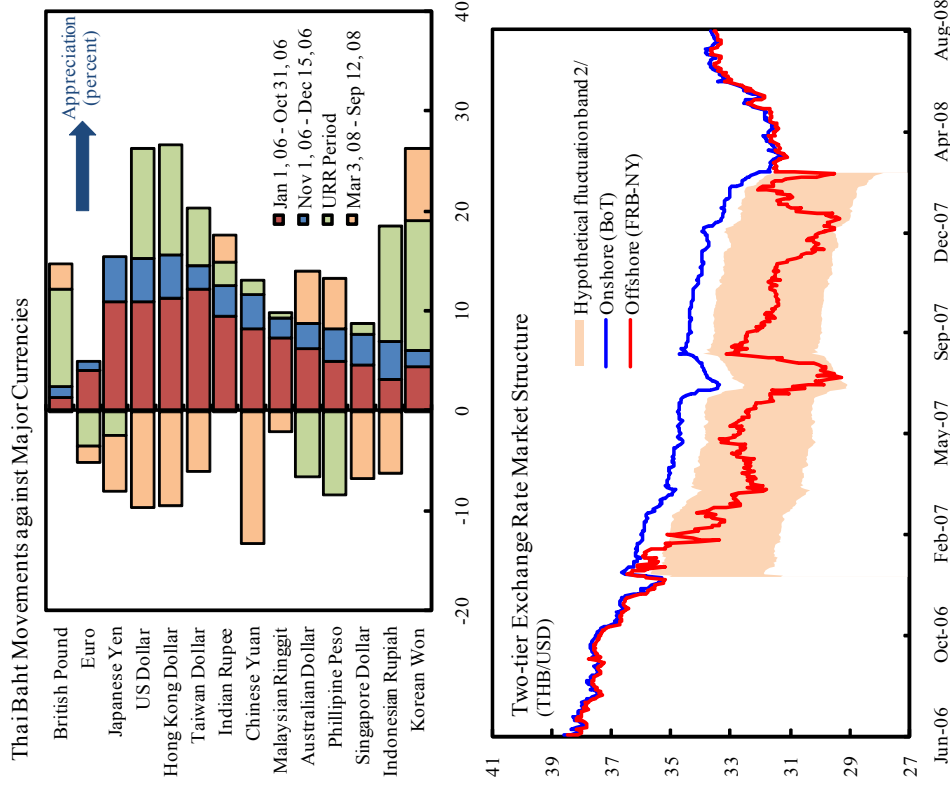 Thai Baht Movements against Major Currencies
British Pound
Euro
Japanese Yen
US Dollar
Hong Kong Dollar
Taiwan Dollar
Indian Rupee
Chinese Yuan
Malaysian Ringgit
Australian Dollar
Phillipine Peso
Singapore Dollar
Indonesian Rupiah
Korean Won
Appreciation
(percent)
Jan 1, 06 - Oct 31, 06
Nov 1, 06 - Dec 15, 06
URR Period
Mar 3, 08 - Sep 12, 08
-20
-10
0
10
20
30
40
Two-tier Exchange Rate Market Structure
(THB/USD)
Hypothetical fluctuation band 2/
Onshore (BoT)
Offshore (FRB-NY)
41
39
37
35
33
31
29
27
Jun-06
Oct-06
Feb-07
May-07
Sep-07
Dec-07
Apr-08
Aug-08